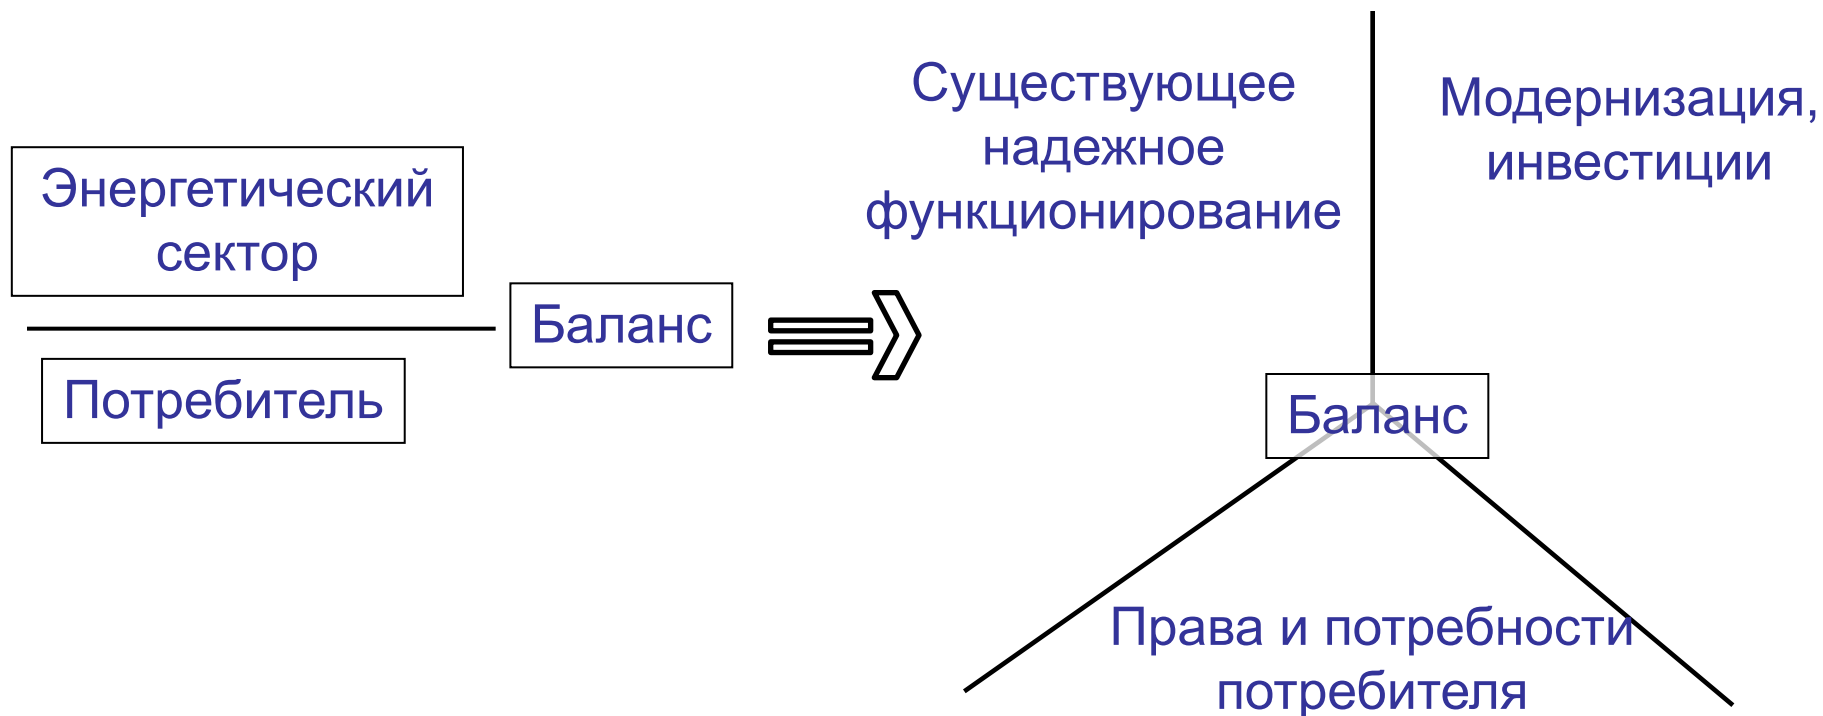 Энергетический
сектор
Потребитель
Баланс
Существующее
надежное
функционирование
Модернизация,
инвестиции
Баланс
Права и потребности
потребителя